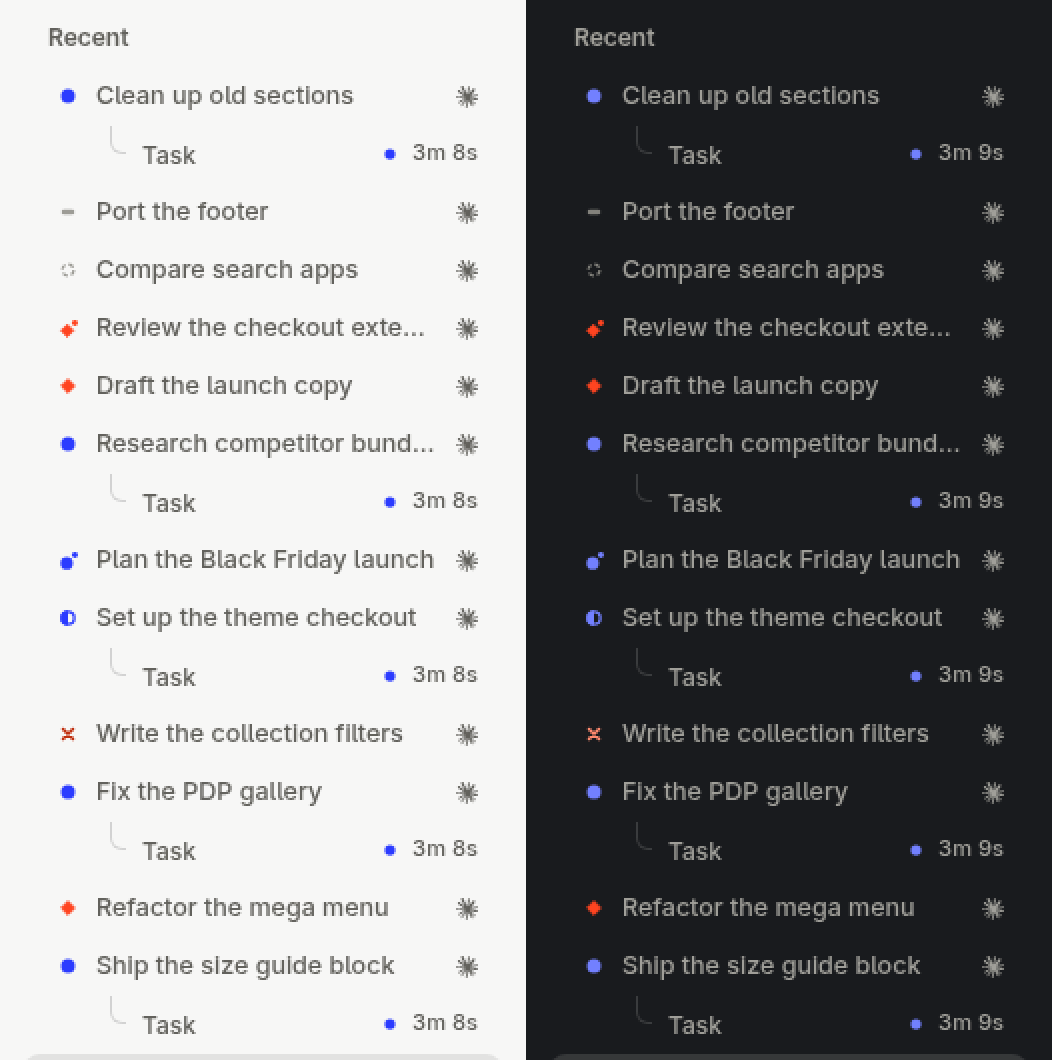 Recent
Clean up old sections
Task 3m 8s
Port the footer
Compare search apps
Review the checkout exte...
Draft the launch copy
Research competitor bund...
Task 3m 8s
Plan the Black Friday launch
Set up the theme checkout
Task 3m 8s
Write the collection filters
Fix the PDP gallery
Task 3m 8s
Refactor the mega menu
Ship the size guide block
Task 3m 8s
Recent
Clean up old sections
Task 3m 9s
Port the footer
Compare search apps
Review the checkout exte...
Draft the launch copy
Research competitor bund...
Task 3m 9s
Plan the Black Friday launch
Set up the theme checkout
Task 3m 9s
Write the collection filters
Fix the PDP gallery
Task 3m 9s
Refactor the mega menu
Ship the size guide block
Task 3m 9s